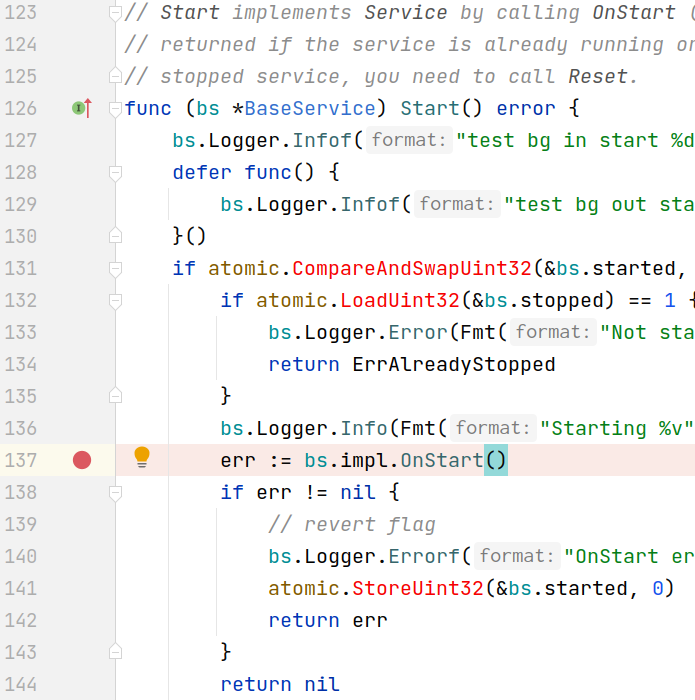 123 // Start implements Service by calling OnStart (
124 // returned if the service is already running or
125 // stopped service, you need to call Reset.
126 func (bs *BaseService) Start() error {
127 bs.Logger.Infof( format: "test bg in start %d
128 defer func() {
129 bs.Logger.Infof( format: "test bg out sta
130 }()
131 if atomic.CompareAndSwapUint32(&bs.started,
132 if atomic.LoadUint32(&bs.stopped) == 1 {
133 bs.Logger.Error(Fmt( format: "Not sta
134 return ErrAlreadyStopped
135 }
136 bs.Logger.Info(Fmt( format: "Starting %v"
137 err := bs.impl.OnStart()
138 if err != nil {
139 // revert flag
140 bs.Logger.Errorf( format: "OnStart er
141 atomic.StoreUint32(&bs.started, 0)
142 return err
143 }
144 return nil